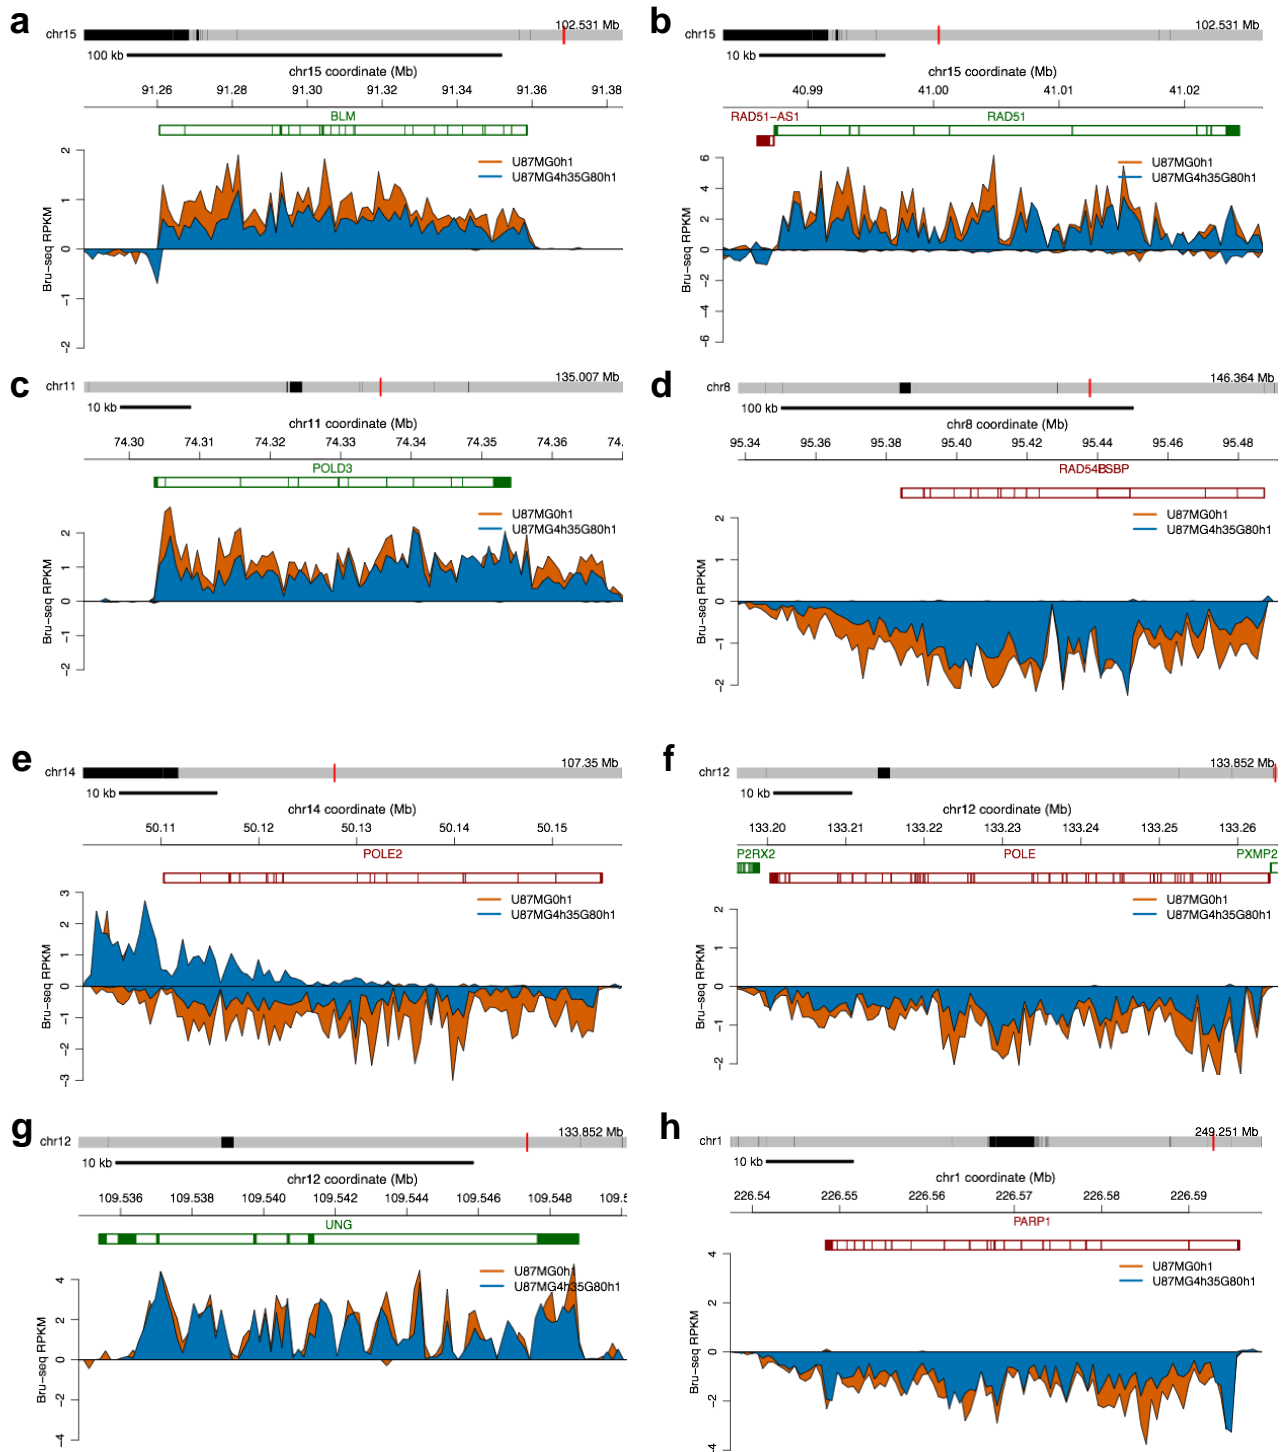 a
chr15
102.531 Mb
100 kb
chr15 coordinate (Mb)
91.26 91.28 91.30 91.32 91.34 91.36 91.38
BLM
U87MG0h1
U87MG4h35G80h1
Bru-seq RPKM
2
1
0
-1
-2
b
chr15
102.531 Mb
10 kb
chr15 coordinate (Mb)
40.99 41.00 41.01 41.02
RAD51-AS1 RAD51
U87MG0h1
U87MG4h35G80h1
Bru-seq RPKM
6
4
2
0
-2
-4
-6
c
chr11
135.007 Mb
10 kb
chr11 coordinate (Mb)
74.30 74.31 74.32 74.33 74.34 74.35 74.36 74.
POLD3
U87MG0h1
U87MG4h35G80h1
Bru-seq RPKM
2
1
0
-1
-2
d
chr8
146.364 Mb
100 kb
chr8 coordinate (Mb)
95.34 95.36 95.38 95.40 95.42 95.44 95.46 95.48
U87MG0h1
U87MG4h35G80h1
Bru-seq RPKM
2
1
0
-1
-2
e
chr14
107.35 Mb
10 kb
chr14 coordinate (Mb)
50.11 50.12 50.13 50.14 50.15
POLE2
U87MG0h1
U87MG4h35G80h1
Bru-seq RPKM
3
2
1
0
-1
-2
-3
f
chr12
133.852 Mb
10 kb
chr12 coordinate (Mb)
133.20 133.21 133.22 133.23 133.24 133.25 133.26
P2RX2 POLE PXMP2
U87MG0h1
U87MG4h35G80h1
Bru-seq RPKM
2
1
0
-1
-2
g
chr12
133.852 Mb
10 kb
chr12 coordinate (Mb)
109.536 109.538 109.540 109.542 109.544 109.546 109.548 109.5
UNG
U87MG0h1
U87MG4h35G80h1
Bru-seq RPKM
4
2
0
-2
-4
h
chr1
249.251 Mb
10 kb
chr1 coordinate (Mb)
226.54 226.55 226.56 226.57 226.58 226.59
PARP1
U87MG0h1
U87MG4h35G80h1
Bru-seq RPKM
4
2
0
-2
-4